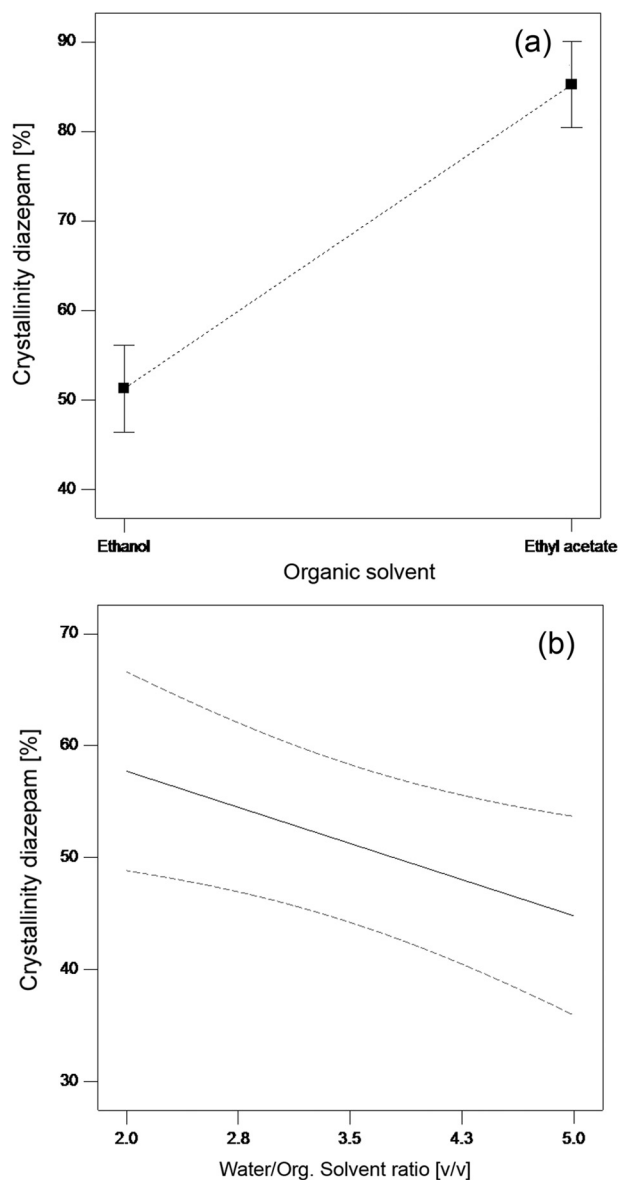 (a)
Crystallinity diazepam [%]
90
80
70
60
50
40
Ethanol
Ethyl acetate
Organic solvent
(b)
Crystallinity diazepam [%]
70
60
50
40
30
2.0
2.8
3.5
4.3
5.0
Water/Org. Solvent ratio [v/v]